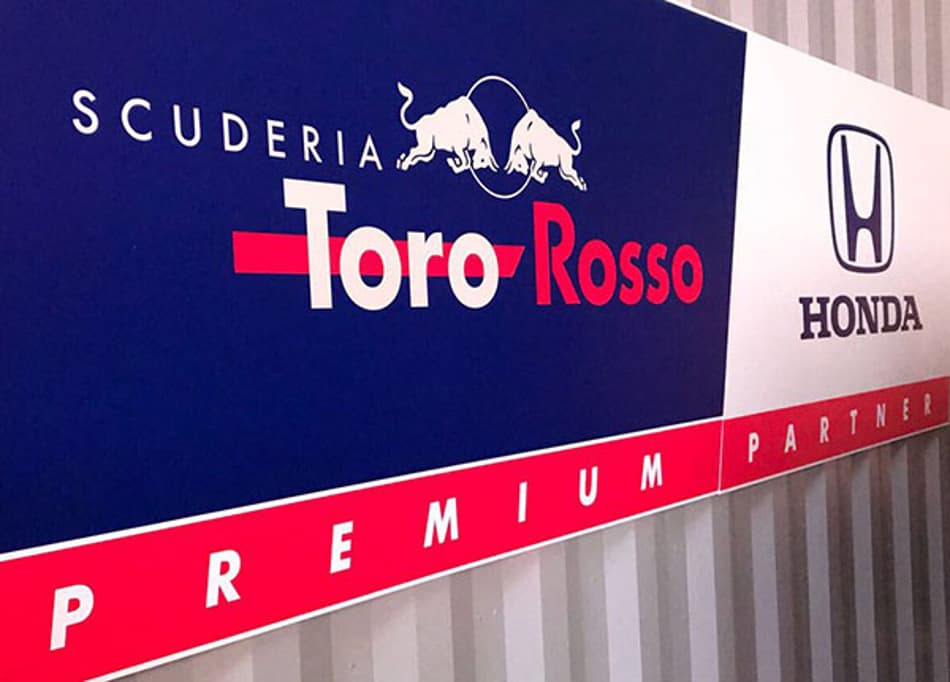 SCUDERIA
Toro Rosso
HONDA
PREMIUM PARTNER